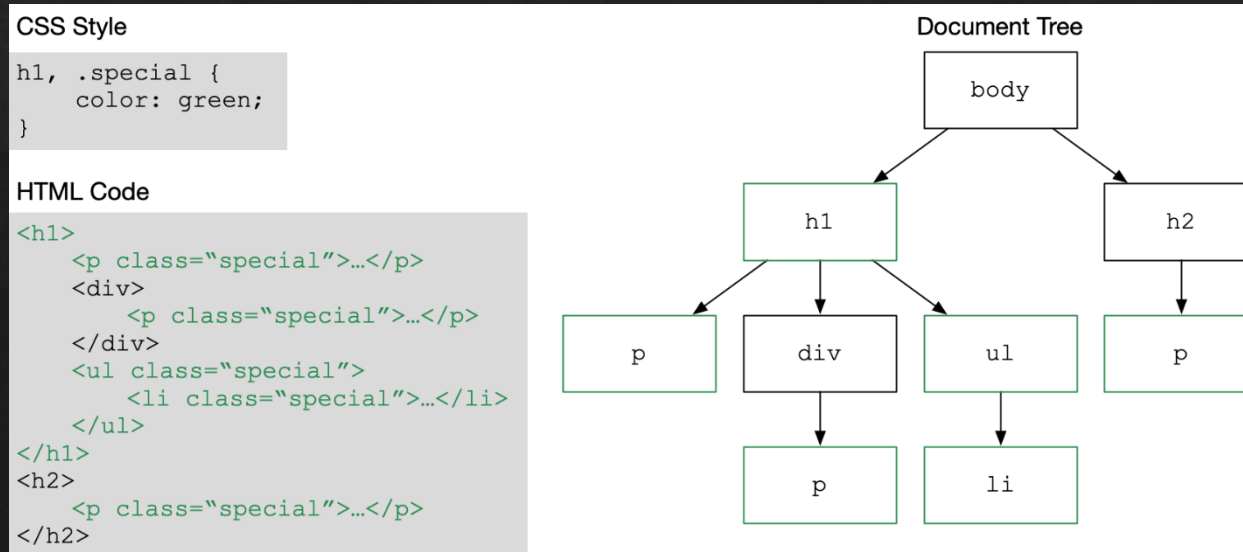 CSS Style
h1, .special {
color: green;
}
HTML Code
<h1>
<p class=“special”>…</p>
<div>
<p class=“special”>…</p>
</div>
<ul class=“special”>
<li class=“special”>…</li>
</ul>
</h1>
<h2>
<p class=“special”>…</p>
</h2>
Document Tree
body
h1
h2
p
div
ul
p
p
li